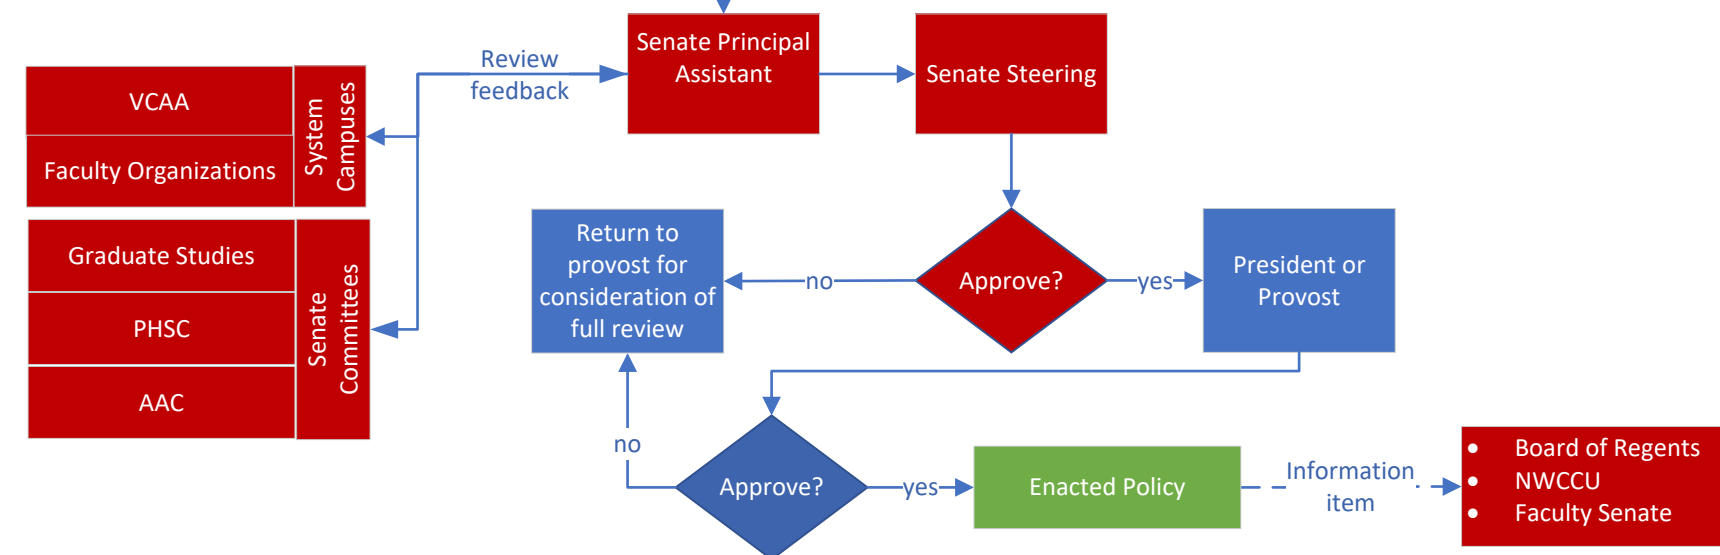 Senate Principal
Assistant
Senate Steering
Review
feedback
VCAA
Faculty Organizations
System
Campuses
Graduate Studies
PHSC
AAC
Senate
Committees
Return to
provost for
consideration of
full review
no
Approve?
yes
President or
Provost
no
Approve?
yes
Enacted Policy
Information
item
• Board of Regents
• NWCCU
• Faculty Senate